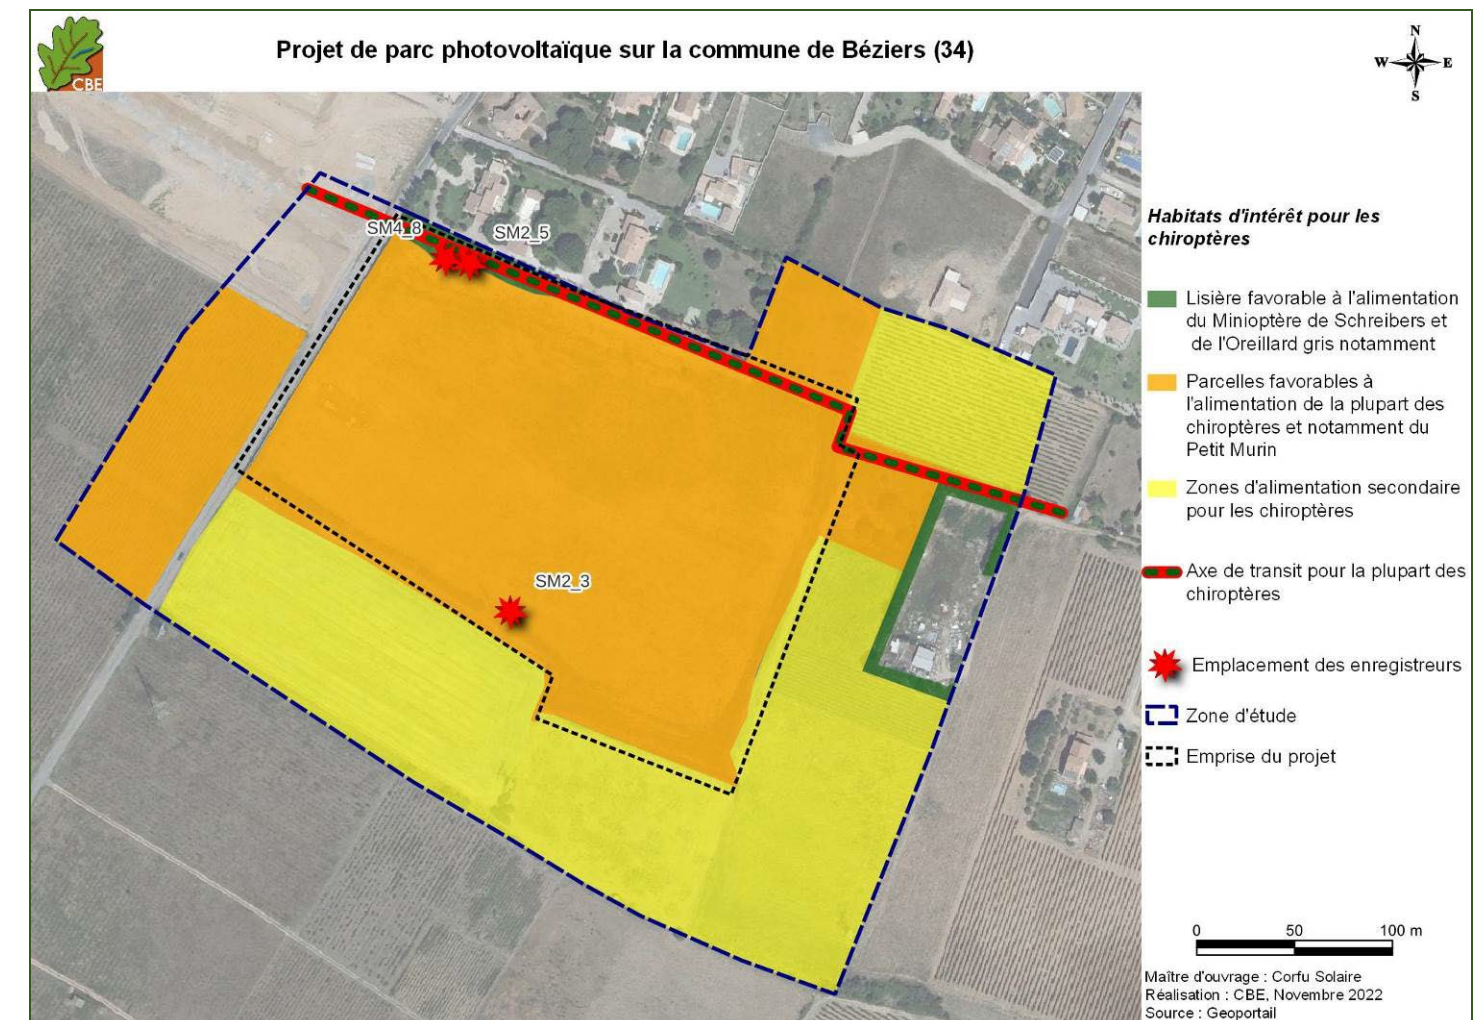 Projet de parc photovoltaïque sur la commune de Béziers (34)
CBE
N
W E
S
SM4_8
SM2_5
SM2_3
Habitats d'intérêt pour les
chiroptères
Lisière favorable à l'alimentation
du Minioptère de Schreibers et
de l'Oreillard gris notamment
Parcelles favorables à
l'alimentation de la plupart des
chiroptères et notamment du
Petit Murin
Zones d'alimentation secondaire
pour les chiroptères
Axe de transit pour la plupart des
chiroptères
Emplacement des enregistreurs
Zone d'étude
Emprise du projet
0 50 100 m
Maître d'ouvrage : Corfu Solaire
Réalisation : CBE, Novembre 2022
Source : Geoportail